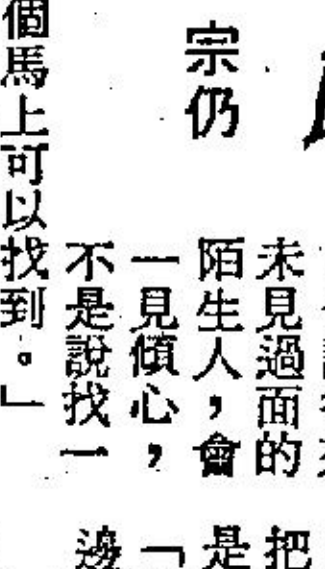 宗仍
未見過面的
陌生人，會
一見傾心，
不是說找一
個馬上可以找到。」
把
是
「
邊